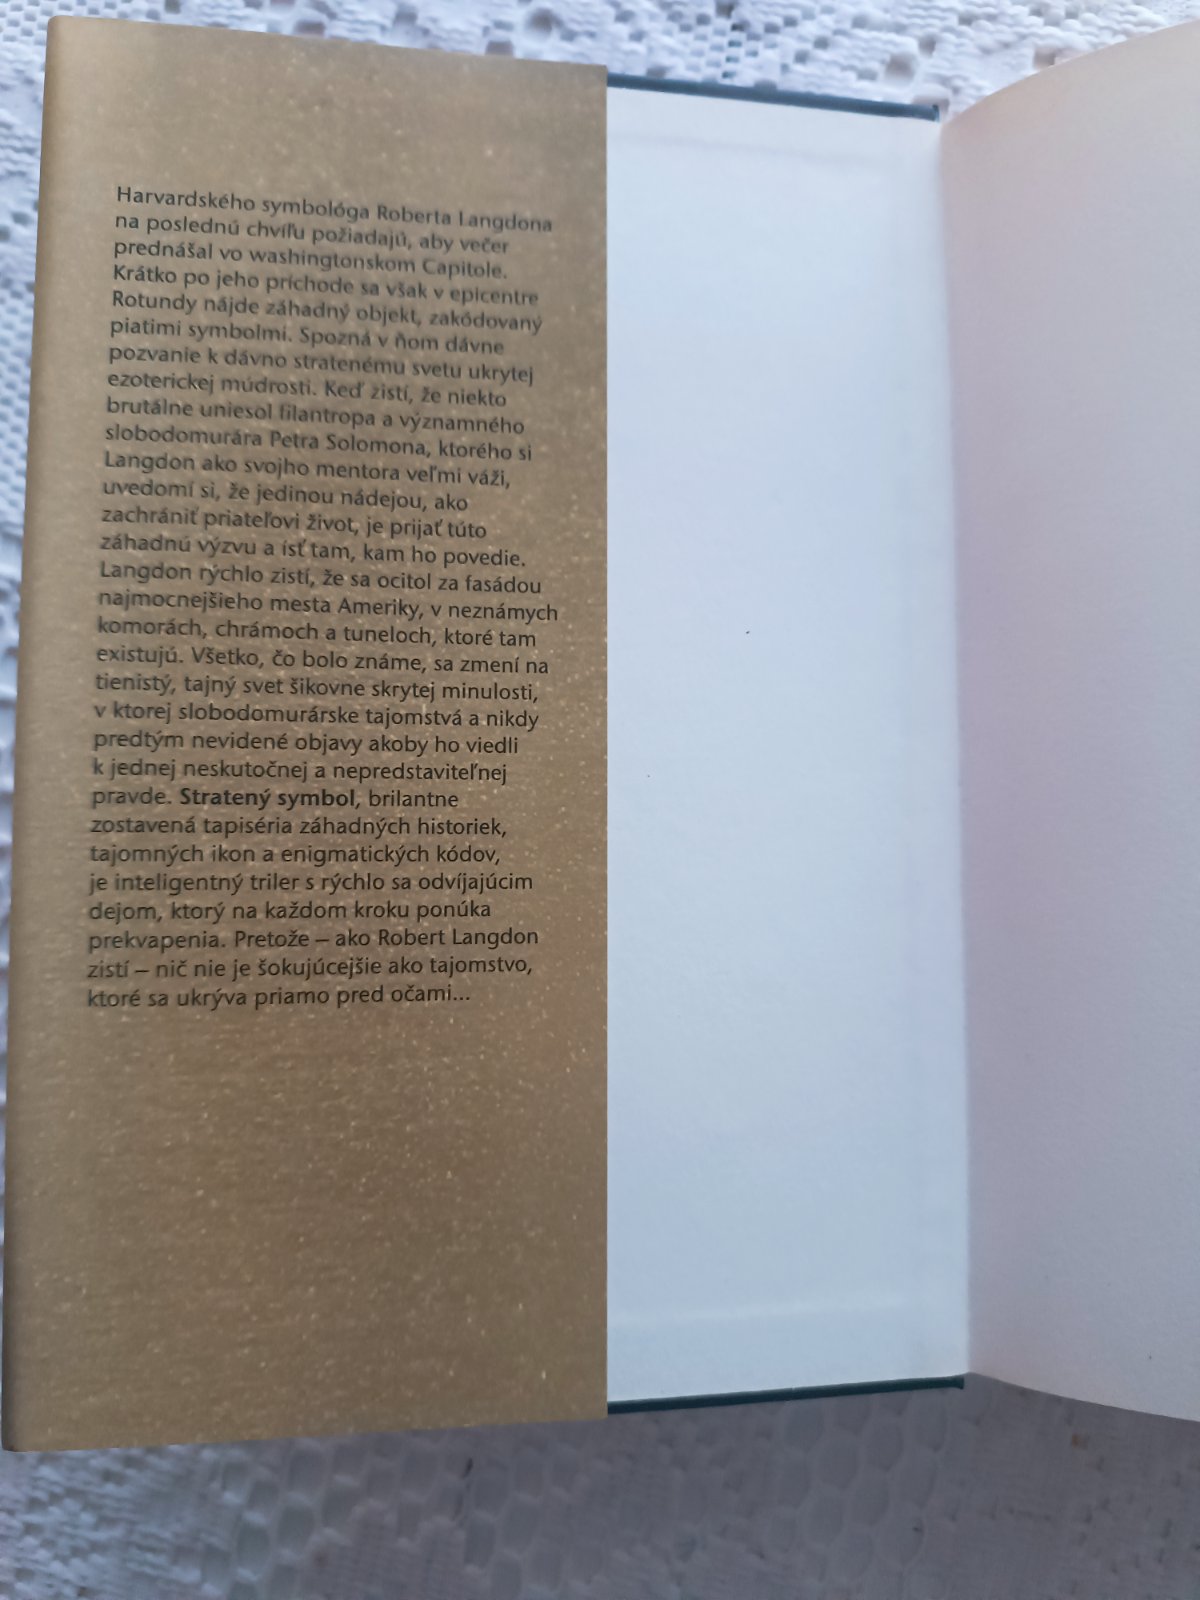 Harvardského symbológa Roberta Langdona
na poslednú chvíľu požiadajú, aby večer
prednášal vo washingtonskom Capitole.
Krátko po jeho príchode sa však v epicentre
Rotundy nájde záhadný objekt, zakódovaný
piatimi symbolmi. Spozná v ňom dávne
pozvanie k dávno stratenému svetu ukrytej
ezoterickej múdrosti. Keď zistí, že niekto
brutálne uniesol filantropa a významného
slobodomurára Petra Solomona, ktorého si
Langdon ako svojho mentora veľmi váži,
uvedomí si, že jedinou nádejou, ako
zachrániť priateľovi život, je prijať túto
záhadnú výzvu a ísť tam, kam ho povedie.
Langdon rýchlo zistí, že sa ocitol za fasádou
najmocnejšieho mesta Ameriky, v neznámych
komorách, chrámoch a tuneloch, ktoré tam
existujú. Všetko, čo bolo známe, sa zmení na
tienistý, tajný svet šikovne skrytej minulosti,
v ktorej slobodomurárske tajomstvá a nikdy
predtým nevidené objavy akoby ho viedli
k jednej neskutočnej a nepredstaviteľnej
pravde. Stratený symbol, brilantne
zostavená tapiséria záhadných historiek,
tajomných ikon a enigmatických kódov,
je inteligentný triler s rýchlo sa odvíjajúcim
dejom, ktorý na každom kroku ponúka
prekvapenia. Pretože – ako Robert Langdon
zistí – nič nie je šokujúcejšie ako tajomstvo,
ktoré sa ukrýva priamo pred očami...